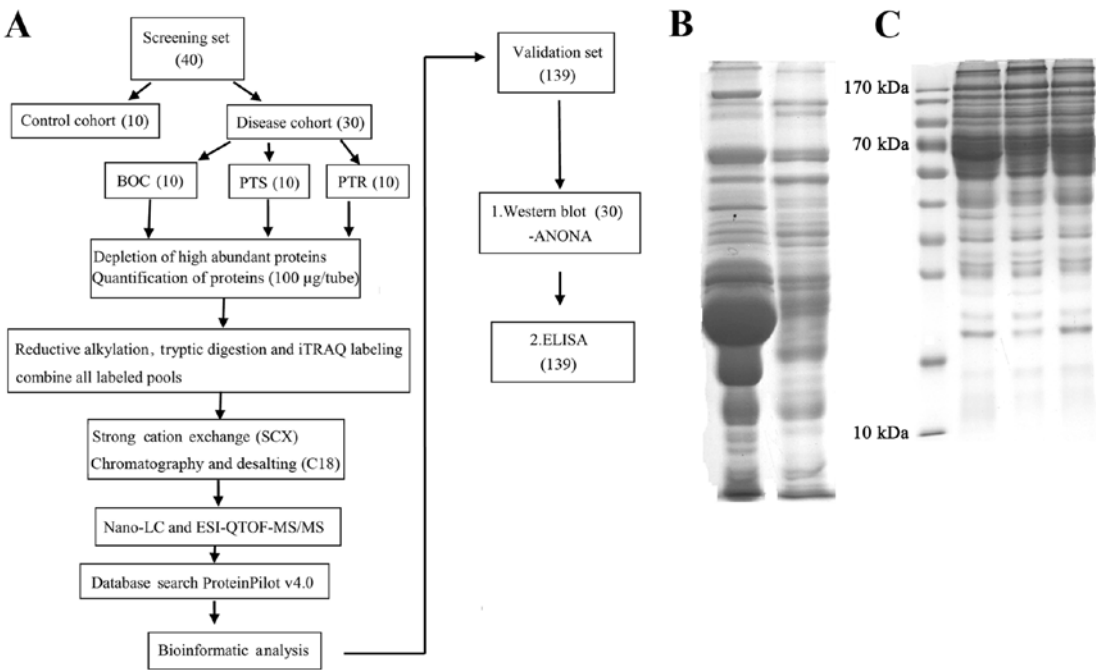 A
Screening set
(40)
Control cohort (10)
Disease cohort (30)
BOC (10)
PTS (10)
PTR (10)
Depletion of high abundant proteins
Quantification of proteins (100 μg/tube)
Reductive alkylation, tryptic digestion and iTRAQ labeling
combine all labeled pools
Strong cation exchange (SCX)
Chromatography and desalting (C18)
Nano-LC and ESI-QTOF-MS/MS
Database search ProteinPilot v4.0
Bioinformatic analysis
Validation set
(139)
1.Western blot (30)
-ANONA
2.ELISA
(139)
B
C
170 kDa
70 kDa
10 kDa